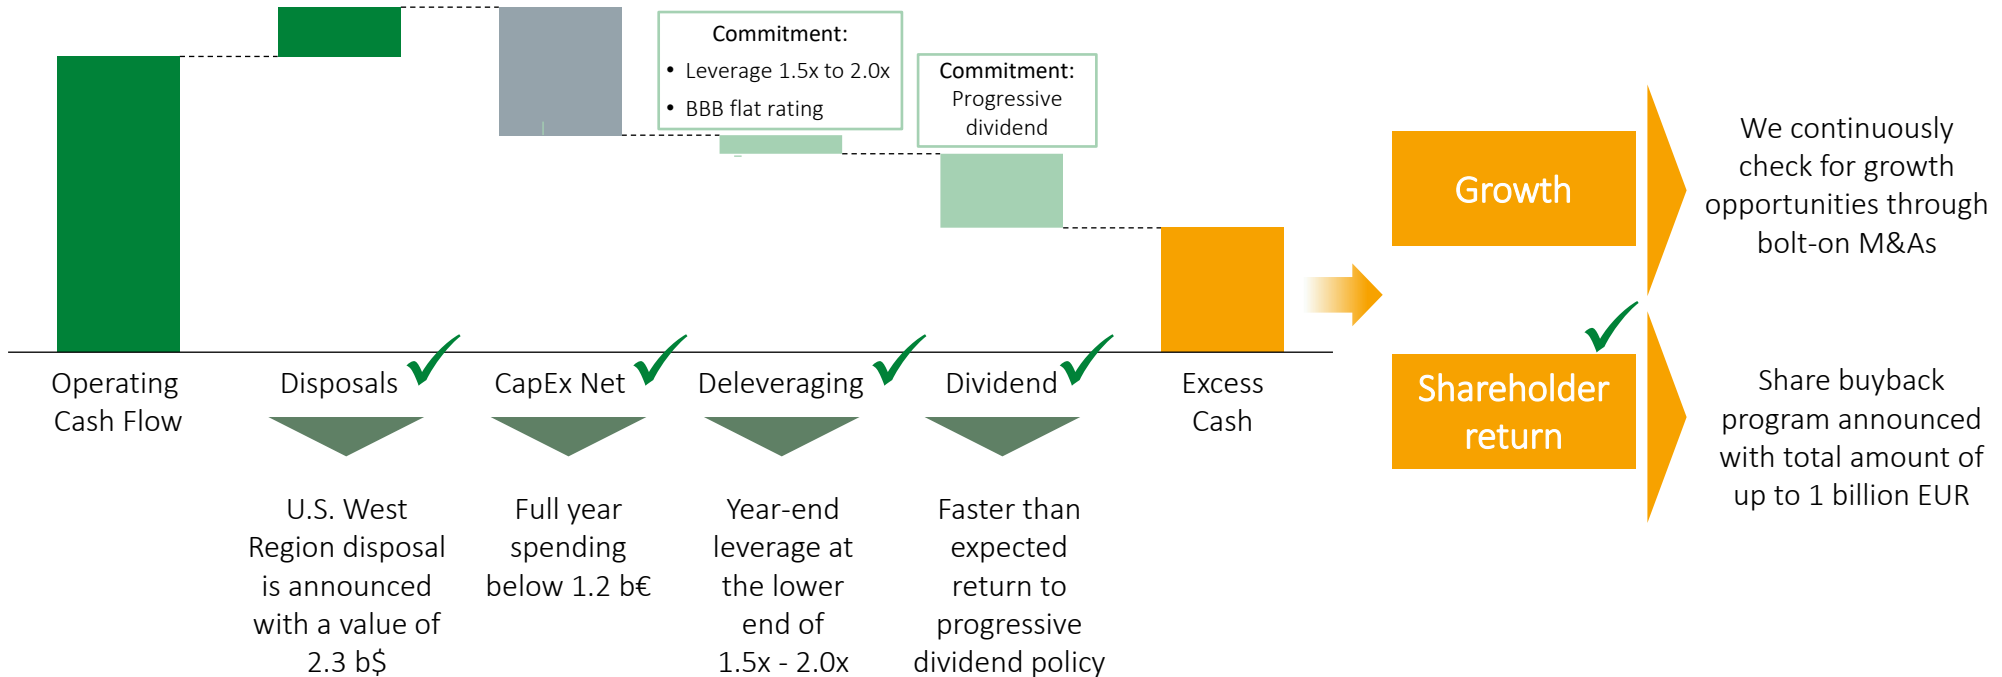 Commitment:
• Leverage 1.5x to 2.0x
• BBB flat rating
Commitment:
Progressive
dividend
Operating
Cash Flow
Disposals
CapEx Net
Deleveraging
Dividend
Excess
Cash
U.S. West
Region disposal
is announced
with a value of
2.3 b$
Full year
spending
below 1.2 b€
Year-end
leverage at
the lower
end of
1.5x - 2.0x
Faster than
expected
return to
progressive
dividend policy
Growth
We continuously
check for growth
opportunities through
bolt-on M&As
Shareholder
return
Share buyback
program announced
with total amount of
up to 1 billion EUR